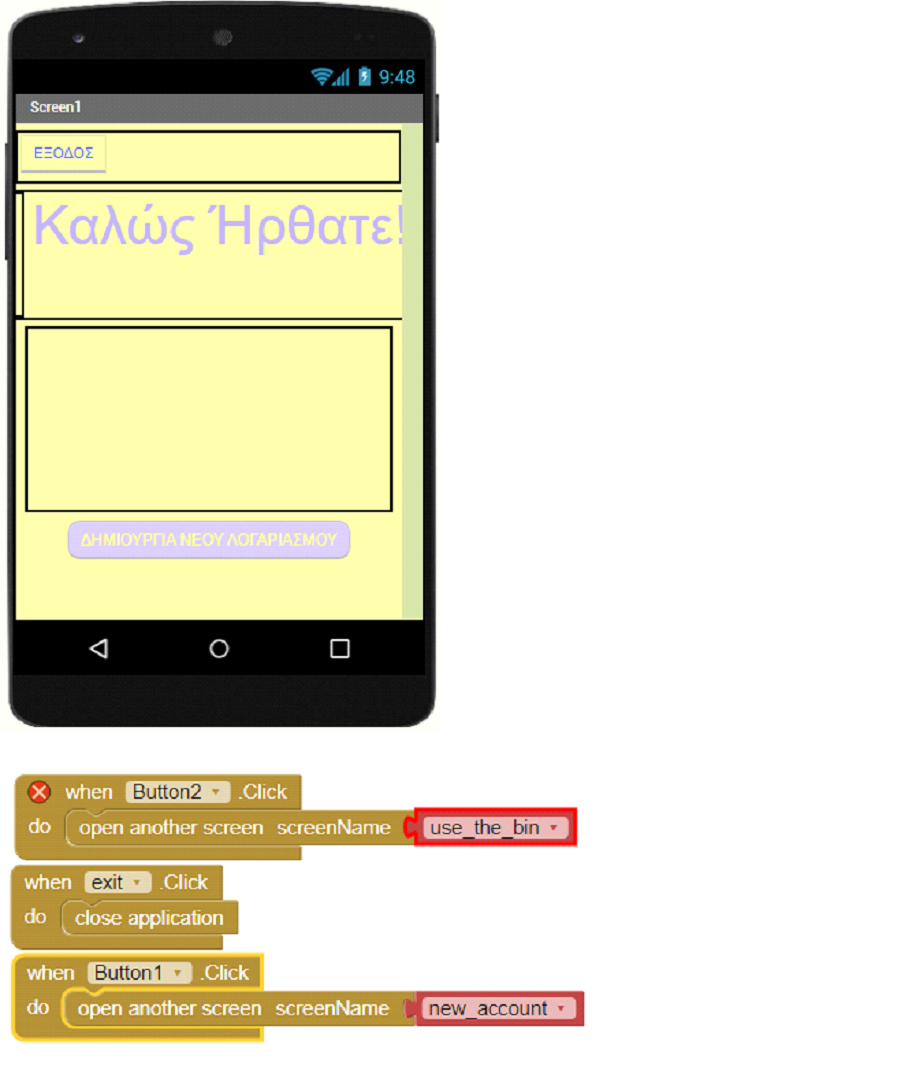 9:48
Screen1
ΕΞΟΔΟΣ
Καλώς Ήρθατε!
ΔΗΜΙΟΥΡΓΙΑ ΝΕΟΥ ΛΟΓΑΡΙΑΣΜΟΥ
when Button2 .Click
do open another screen screenName use_the_bin
when exit .Click
do close application
when Button1 .Click
do open another screen screenName new_account